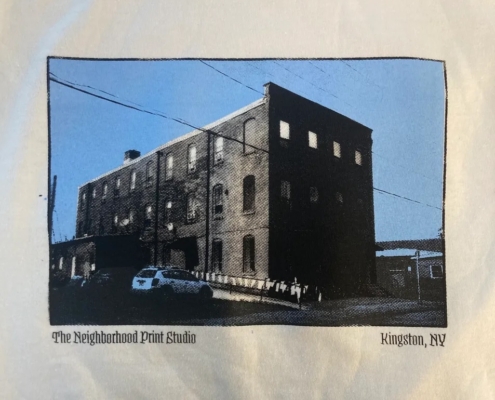 The Neighborhood Print Studio
Kingston, NY